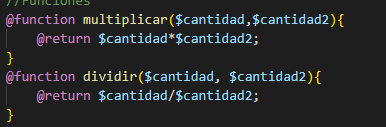 //Funciones
@function multiplicar($cantidad,$cantidad2){
    @return $cantidad*$cantidad2;
}
@function dividir($cantidad, $cantidad2){
    @return $cantidad/$cantidad2;
}